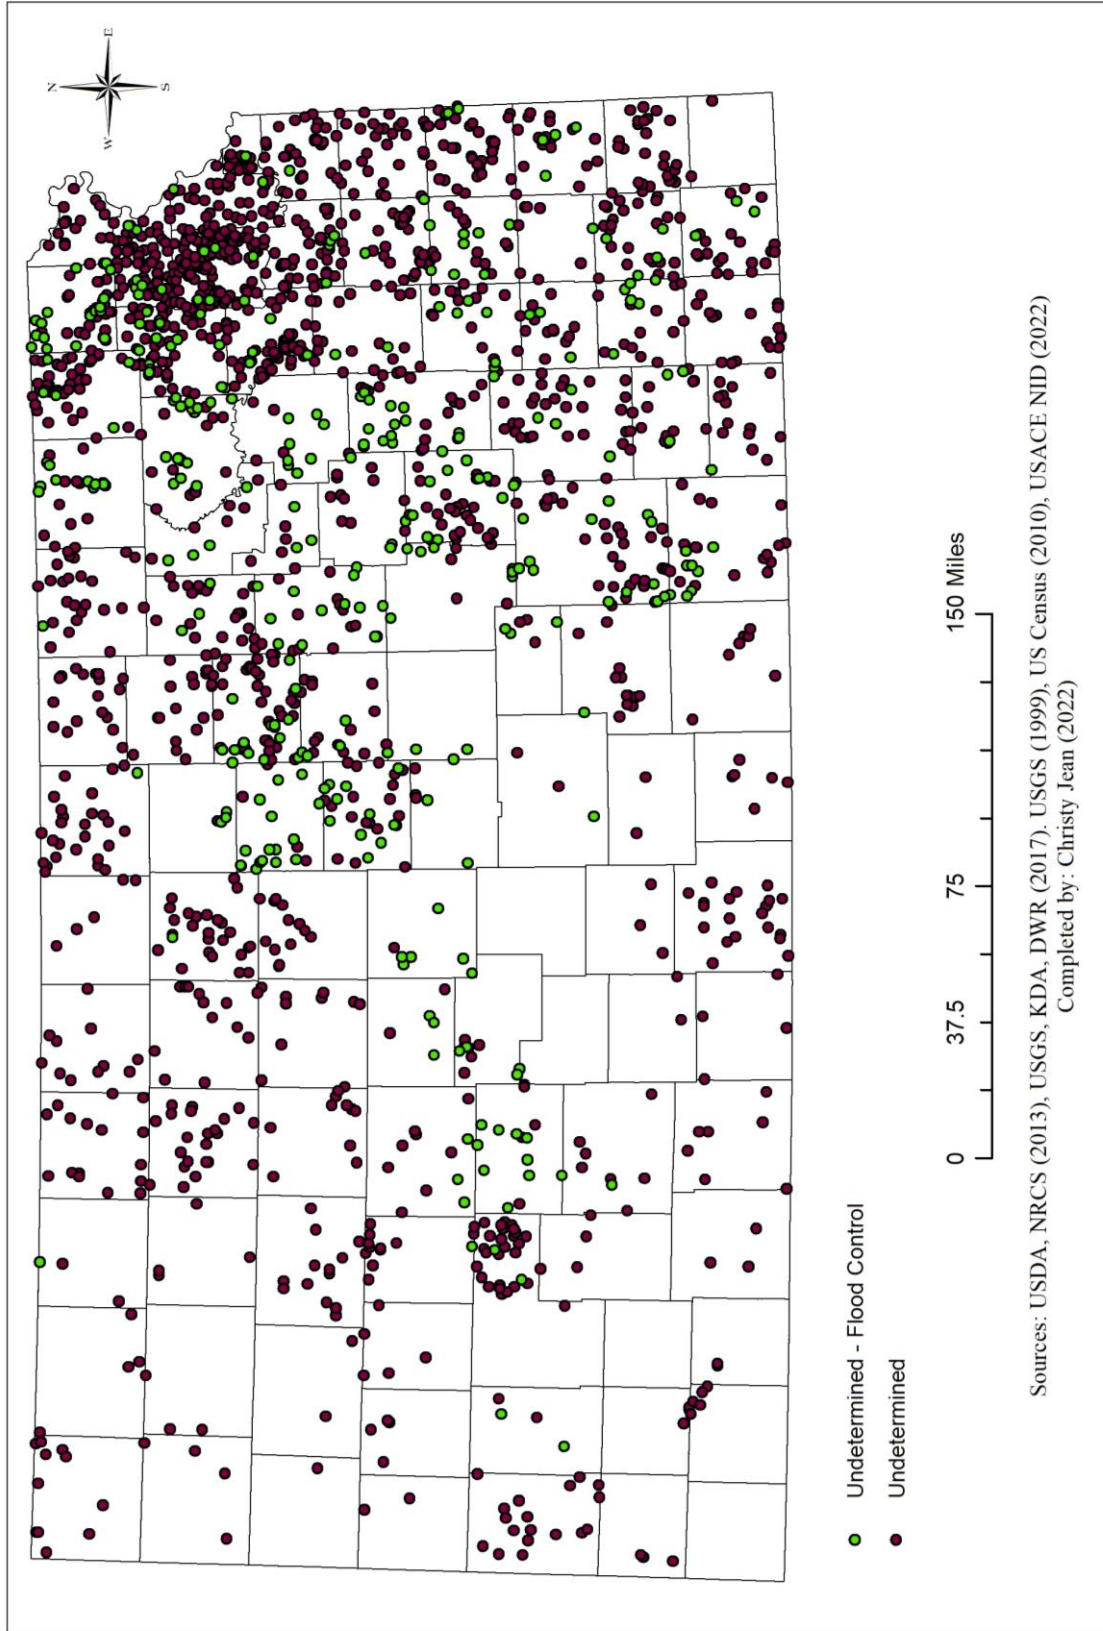 N
W
E
S
Undetermined - Flood Control
Undetermined
0 37.5 75 150 Miles
Sources: USDA, NRCS (2013), USGS, KDA, DWR (2017). USGS (1999), US Census (2010), USACE NID (2022)
Completed by: Christy Jean (2022)